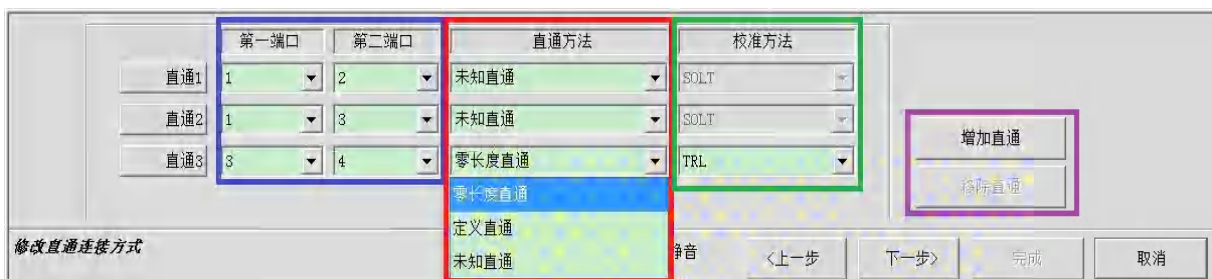 第一端口 第二端口 直通方法 校准方法
直通1 1 2 未知直通 SOLT
直通2 1 3 未知直通 SOLT
直通3 3 4 零长度直通 TRL
零长度直通
定义直通
未知直通
增加直通
移除直通
修改直通连接方式 静音 <上一步 下一步> 完成 取消